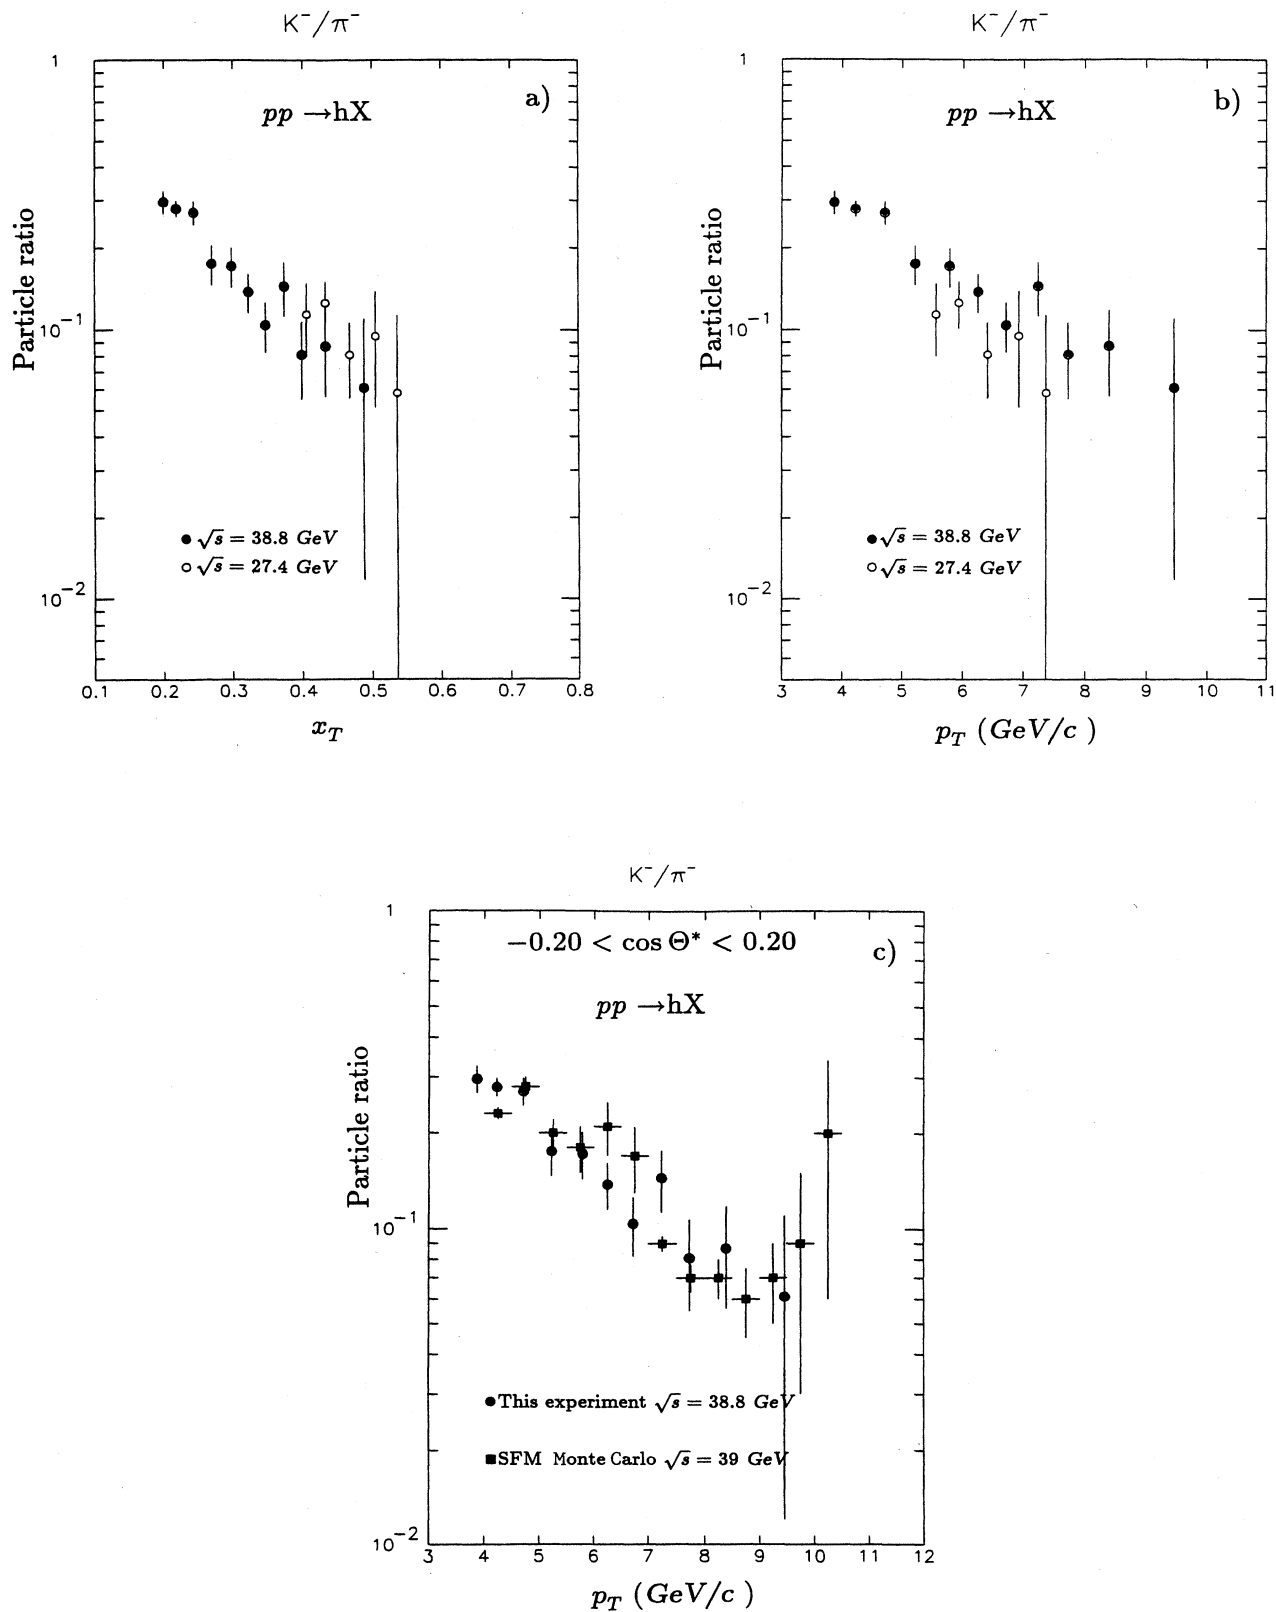 K⁻/π⁻
1
a)
pp →hX
10⁻¹
10⁻²
Particle ratio
● √s = 38.8 GeV
○ √s = 27.4 GeV
0.1 0.2 0.3 0.4 0.5 0.6 0.7 0.8
x_T
K⁻/π⁻
1
b)
pp →hX
10⁻¹
10⁻²
Particle ratio
● √s = 38.8 GeV
○ √s = 27.4 GeV
3 4 5 6 7 8 9 10 11
p_T (GeV/c )
K⁻/π⁻
1
−0.20 < cos Θ* < 0.20
c)
pp →hX
10⁻¹
10⁻²
Particle ratio
● This experiment √s = 38.8 GeV
■ SFM Monte Carlo √s = 39 GeV
3 4 5 6 7 8 9 10 11 12
p_T (GeV/c )